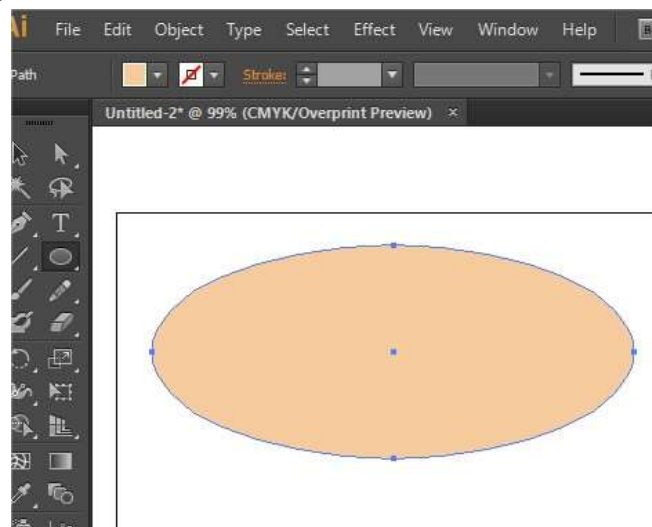 Ai File Edit Object Type Select Effect View Window Help
Path Stroke:
Untitled-2* @ 99% (CMYK/Overprint Preview) ×
T